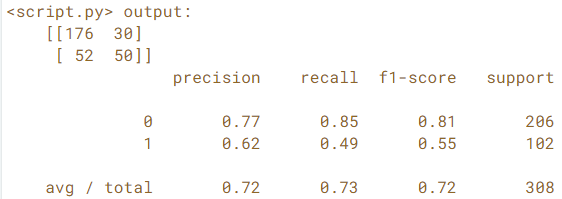 <script.py> output:
[[176 30]
[ 52 50]]
precision recall f1-score support
0 0.77 0.85 0.81 206
1 0.62 0.49 0.55 102
avg / total 0.72 0.73 0.72 308